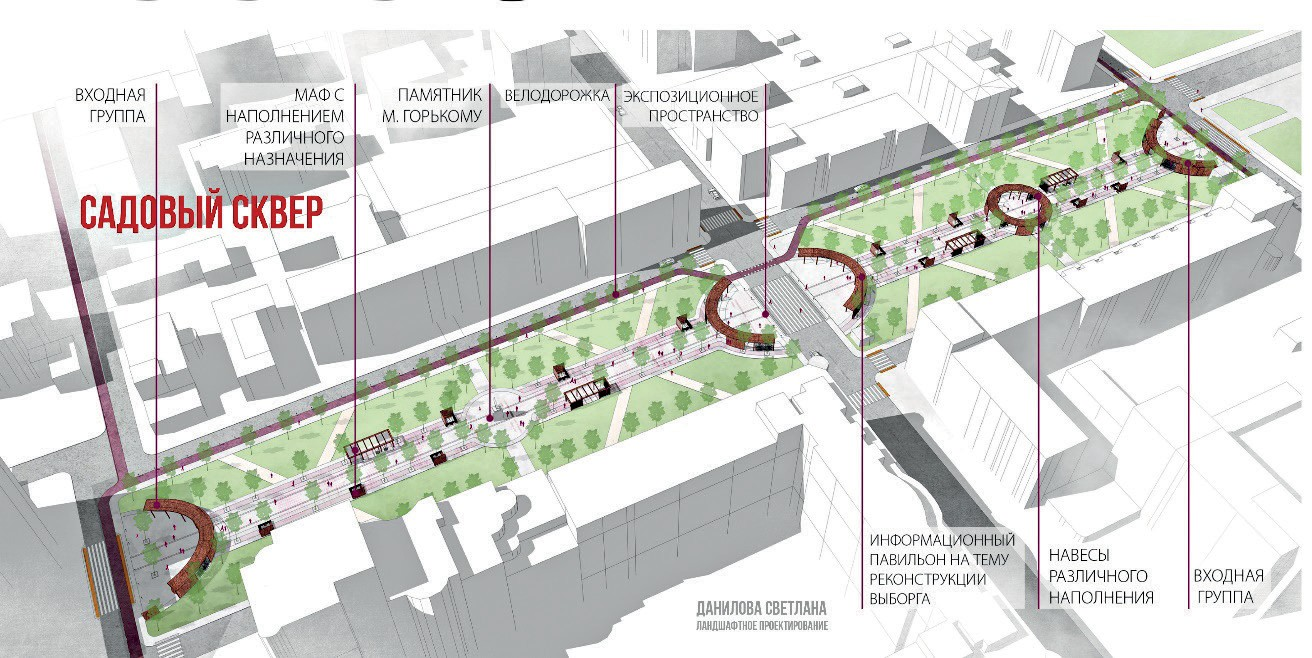 ВХОДНАЯ
ГРУППА
МАФ С
НАПОЛНЕНИЕМ
РАЗЛИЧНОГО
НАЗНАЧЕНИЯ
ПАМЯТНИК
М. ГОРЬКОМУ
ВЕЛОДОРОЖКА
ЭКСПОЗИЦИОННОЕ
ПРОСТРАНСТВО
САДОВЫЙ СКВЕР
ИНФОРМАЦИОННЫЙ
ПАВИЛЬОН НА ТЕМУ
РЕКОНСТРУКЦИИ
ВЫБОРГА
НАВЕСЫ
РАЗЛИЧНОГО
НАПОЛНЕНИЯ
ВХОДНАЯ
ГРУППА
ДАНИЛОВА СВЕТЛАНА
ЛАНДШАФТНОЕ ПРОЕКТИРОВАНИЕ